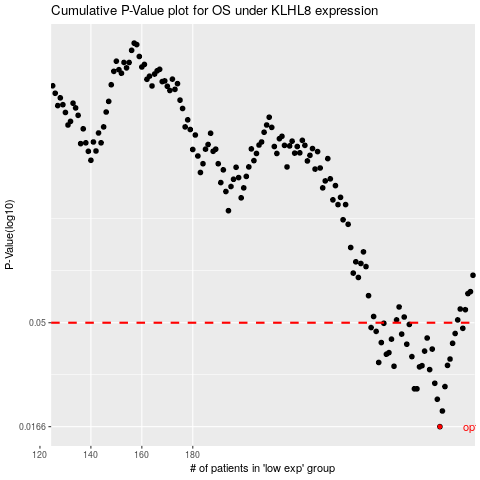 Cumulative P-Value plot for OS under KLHL8 expression
P-Value(log10)
0.05
0.0166
op
120 140 160 180
# of patients in 'low exp' group